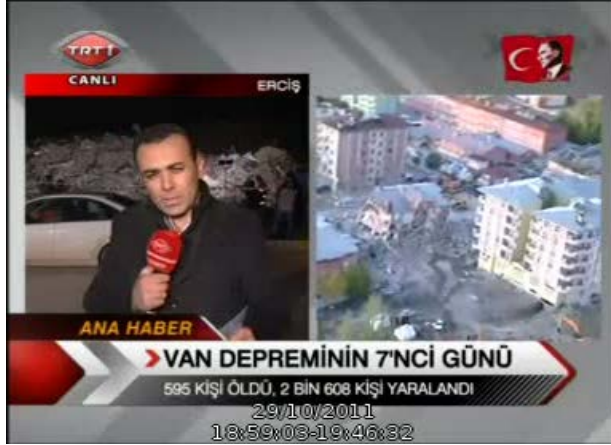 TRT1
CANLI
ERCİŞ
ANA HABER
VAN DEPREMİNİN 7'NCİ GÜNÜ
595 KİŞİ ÖLDÜ, 2 BİN 608 KİŞİ YARALANDI
29/10/2011
18:59:03-19:46:32